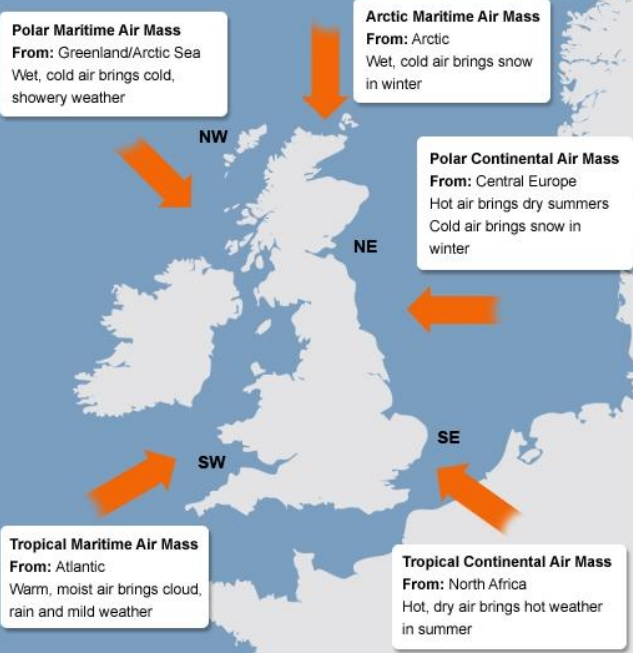 Polar Maritime Air Mass
From: Greenland/Arctic Sea
Wet, cold air brings cold,
showery weather
Arctic Maritime Air Mass
From: Arctic
Wet, cold air brings snow
in winter
NW
Polar Continental Air Mass
From: Central Europe
Hot air brings dry summers
Cold air brings snow in
winter
NE
SE
SW
Tropical Maritime Air Mass
From: Atlantic
Warm, moist air brings cloud,
rain and mild weather
Tropical Continental Air Mass
From: North Africa
Hot, dry air brings hot weather
in summer